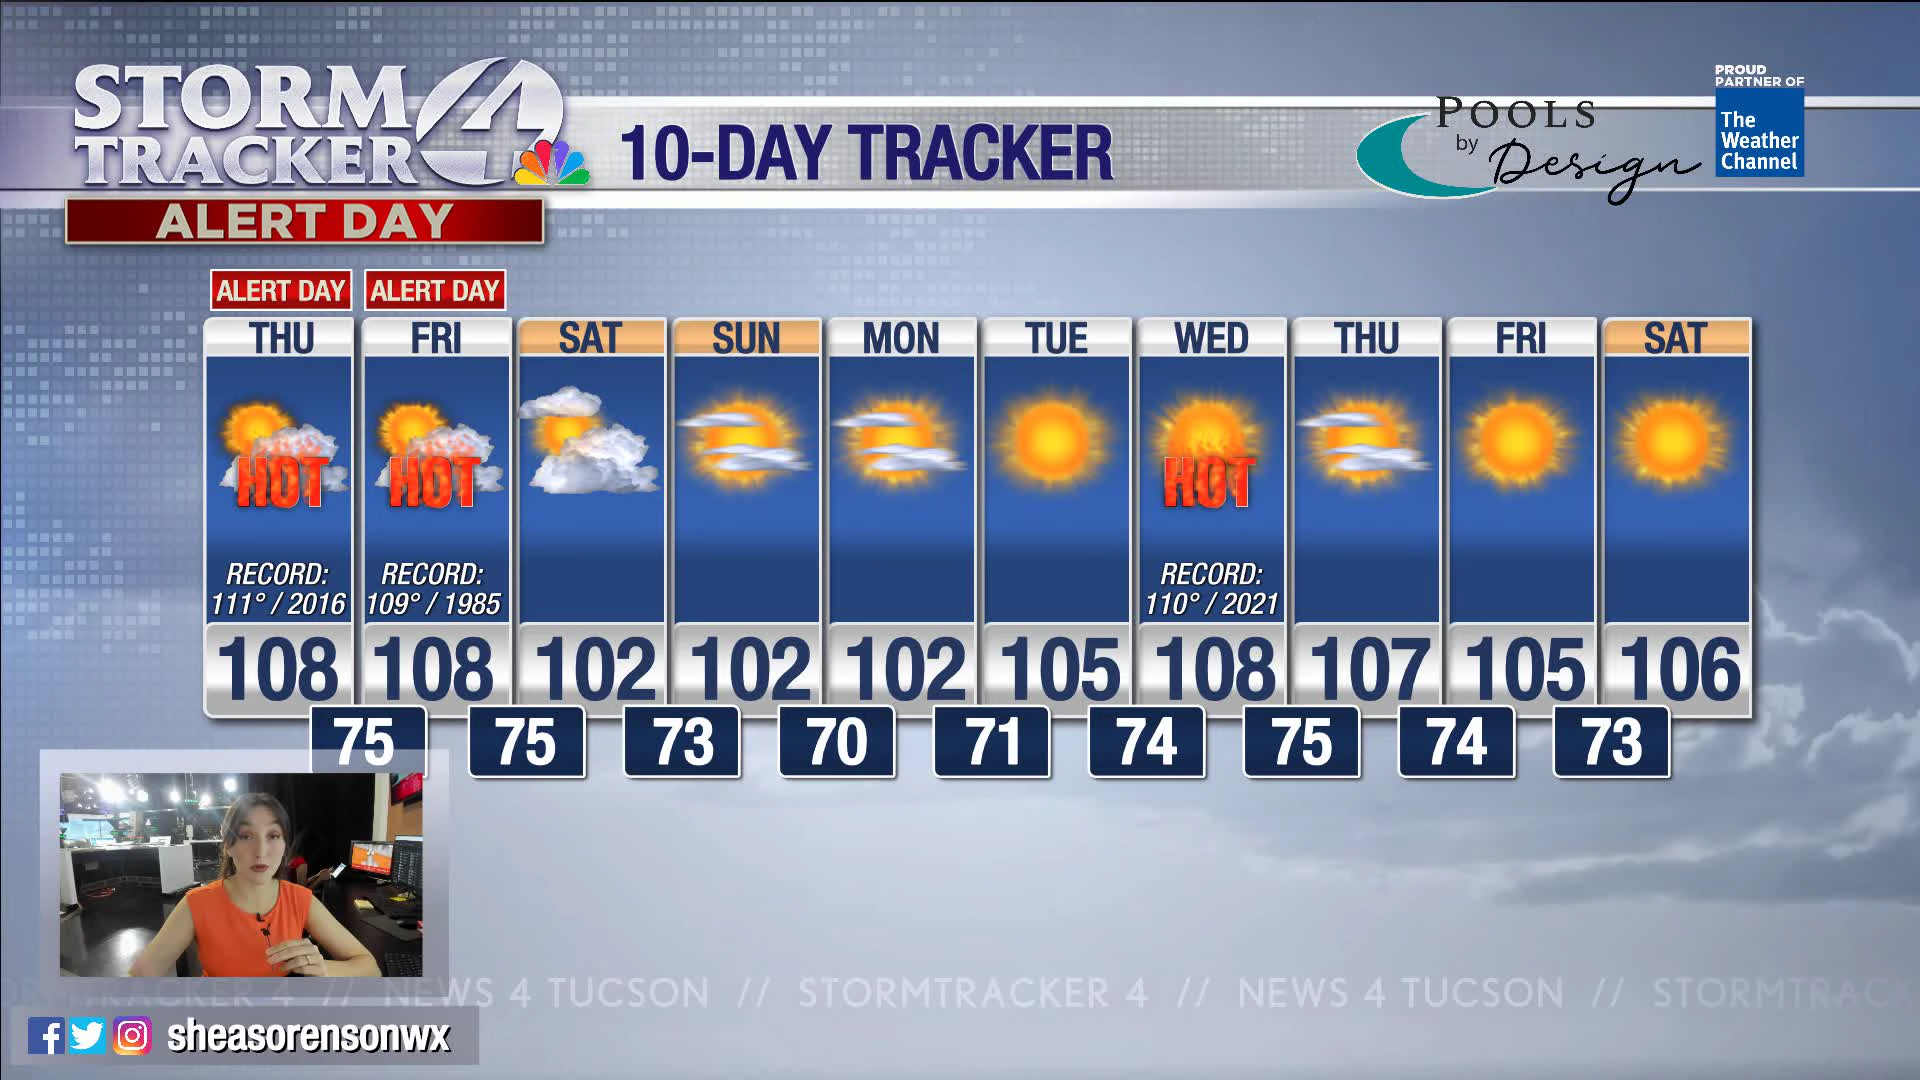 STORM
TRACKER 4
ALERT DAY
10-DAY TRACKER
POOLS
by Design
PROUD
PARTNER OF
The
Weather
Channel
ALERT DAY ALERT DAY
THU FRI SAT SUN MON TUE WED THU FRI SAT
HOT HOT HOT
RECORD: RECORD: RECORD:
111° / 2016 109° / 1985 110° / 2021
108 108 102 102 102 105 108 107 105 106
75 75 73 70 71 74 75 74 73
TRACKER 4 // NEWS 4 TUCSON // STORMTRACKER 4 // NEWS 4 TUCSON // STORMTRAC
sheasorensonwx